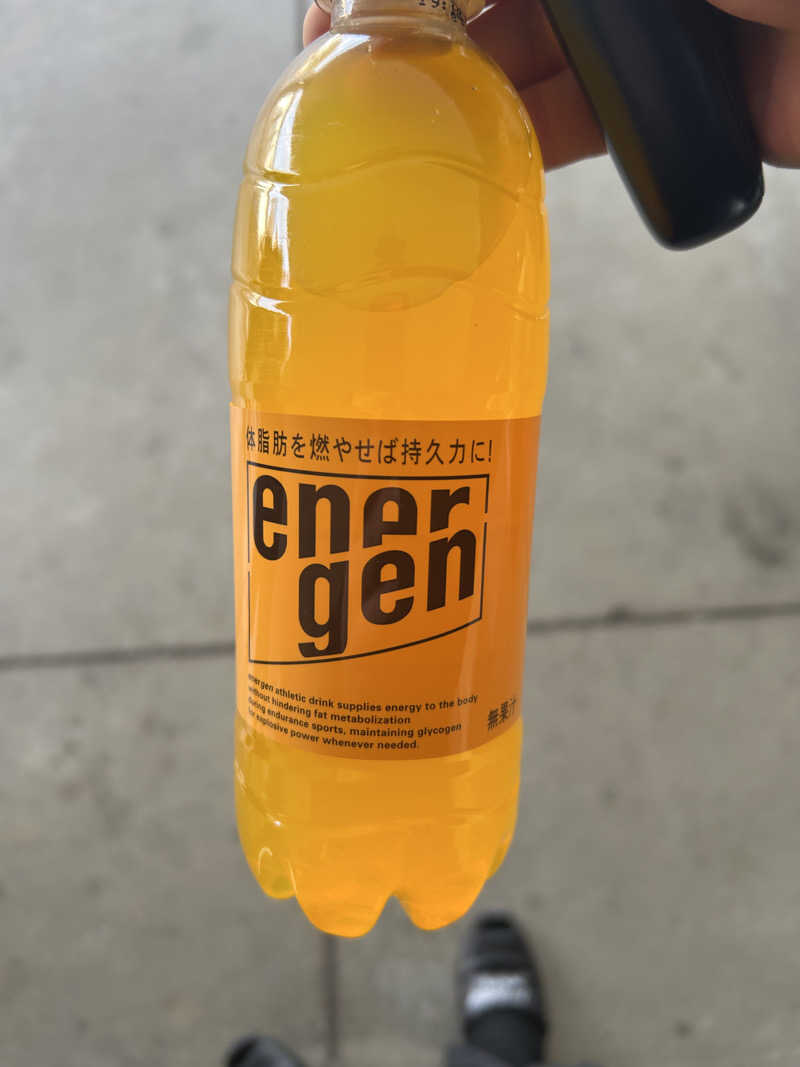 体脂肪を燃やせば持久力に!
ener
gen
energen athletic drink supplies energy to the body
without hindering fat metabolization
during endurance sports, maintaining glycogen
for explosive power whenever needed.
無果汁